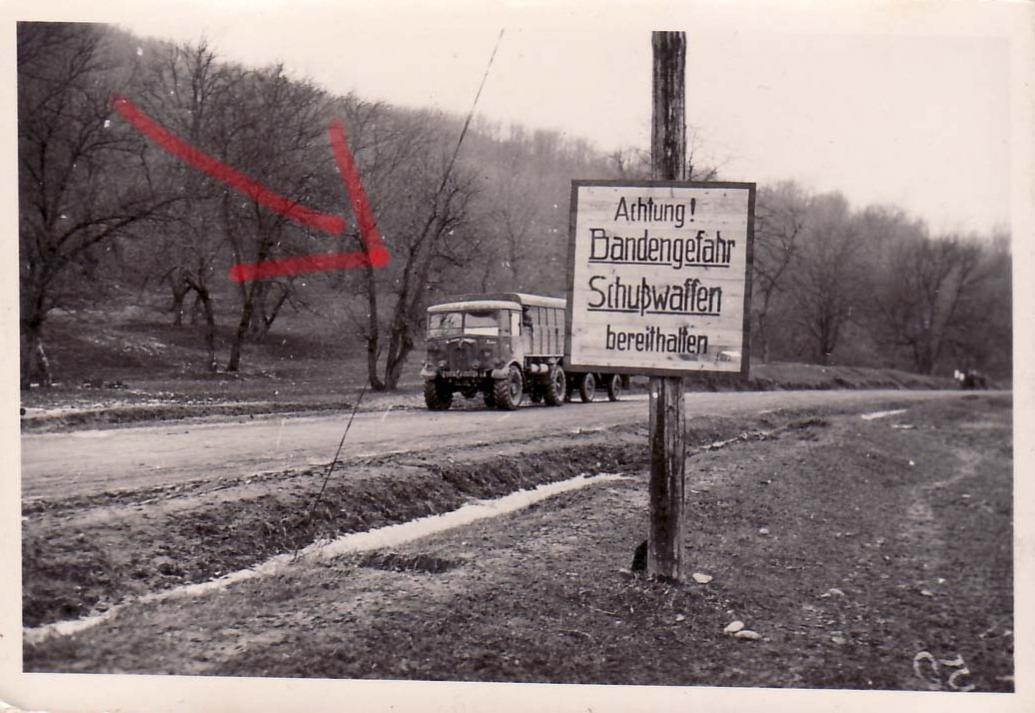 Achtung!
Bandengefahr
Schußwaffen
bereithalten